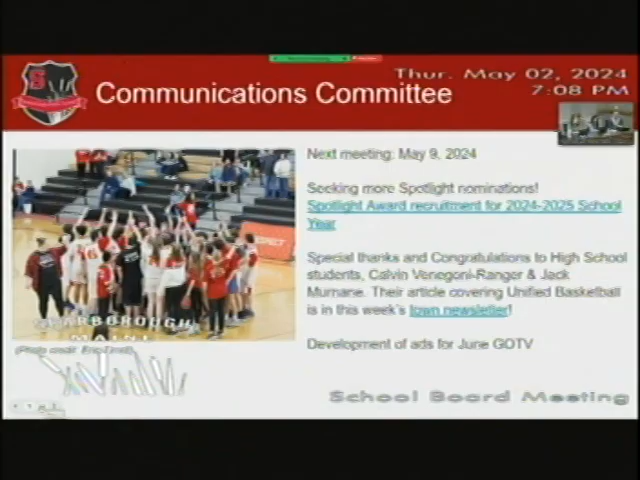 Thur. May 02, 2024
7:08 PM
S
Communications Committee
Next meeting: May 9, 2024
Seeking more Spotlight nominations!
Spotlight Award recruitment for 2024-2025 School
Year
Special thanks and Congratulations to High School
students, Calvin Venegoni-Ranger & Jack
Murnane. Their article covering Unified Basketball
is in this week's town newsletter!
Development of ads for June GOTV
SCARBOROUGH
MAINE
School Board Meeting